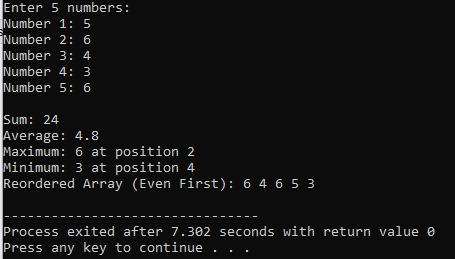 Enter 5 numbers:
Number 1: 5
Number 2: 6
Number 3: 4
Number 4: 3
Number 5: 6

Sum: 24
Average: 4.8
Maximum: 6 at position 2
Minimum: 3 at position 4
Reordered Array (Even First): 6 4 6 5 3

--------------------------------
Process exited after 7.302 seconds with return value 0
Press any key to continue . . .